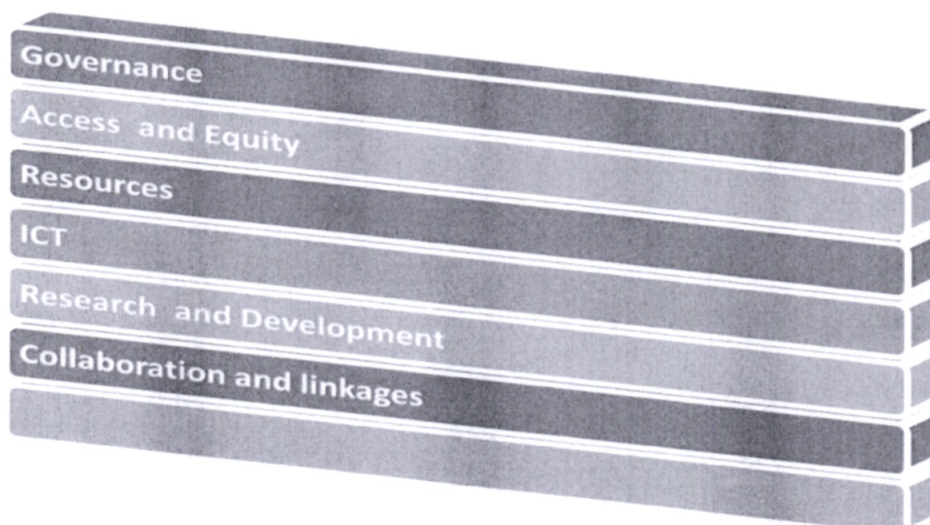 Governance
Access and Equity
Resources
ICT
Research and Development
Collaboration and linkages